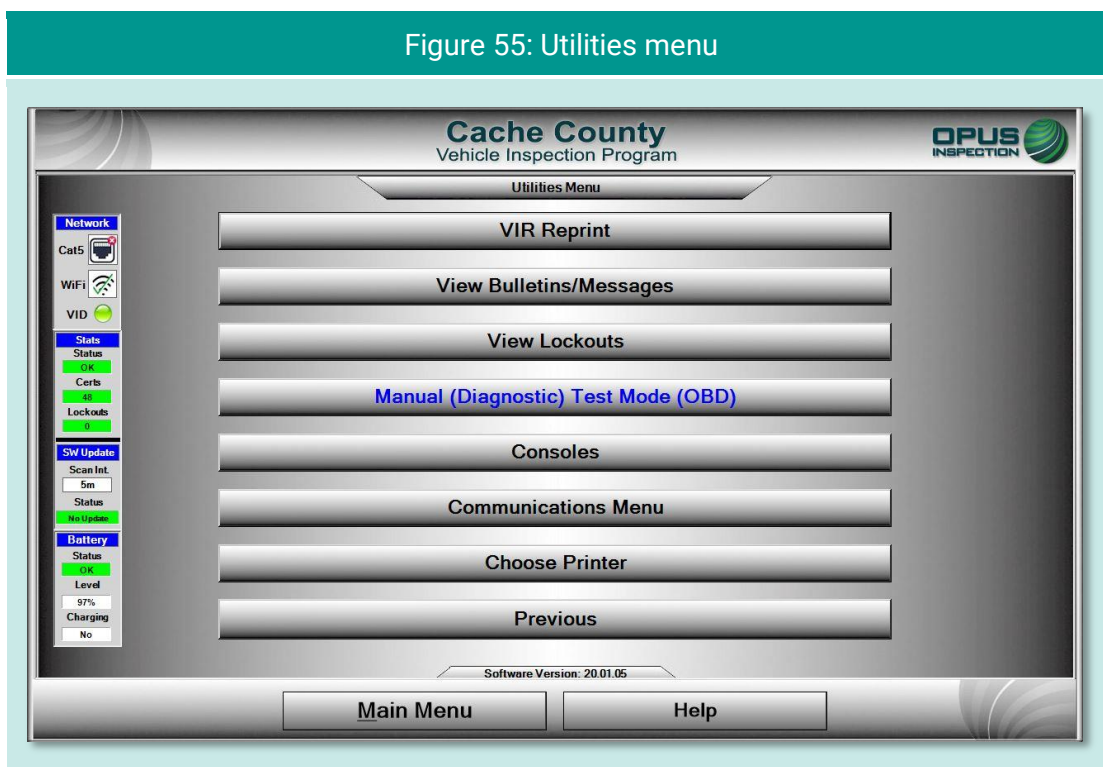 Figure 55: Utilities menu
Cache County
Vehicle Inspection Program
OPUS
INSPECTION
Utilities Menu
Network
Cat5
WiFi
VID
Stats
Status
OK
Certs
48
Lockouts
0
SW Update
Scan Int.
5m
Status
No Update
Battery
Status
OK
Level
97%
Charging
No
VIR Reprint
View Bulletins/Messages
View Lockouts
Manual (Diagnostic) Test Mode (OBD)
Consoles
Communications Menu
Choose Printer
Previous
Software Version: 20.01.05
Main Menu
Help